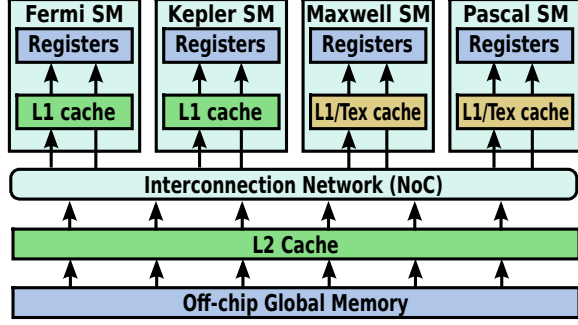 Fermi SM Kepler SM Maxwell SM Pascal SM
Registers Registers Registers Registers
L1 cache L1 cache L1/Tex cache L1/Tex cache
Interconnection Network (NoC)
L2 Cache
Off-chip Global Memory